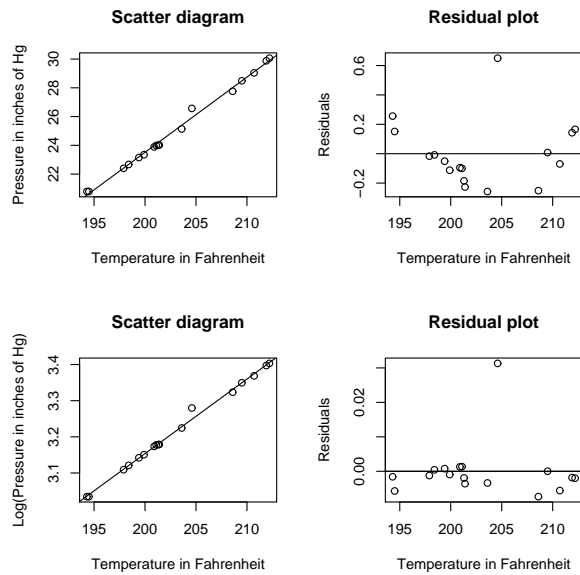 Scatter diagram
Pressure in inches of Hg
30
28
26
24
22
195 200 205 210
Temperature in Fahrenheit
Residual plot
Residuals
0.6
0.2
−0.2
195 200 205 210
Temperature in Fahrenheit
Scatter diagram
Log(Pressure in inches of Hg)
3.4
3.3
3.2
3.1
195 200 205 210
Temperature in Fahrenheit
Residual plot
Residuals
0.02
0.00
195 200 205 210
Temperature in Fahrenheit